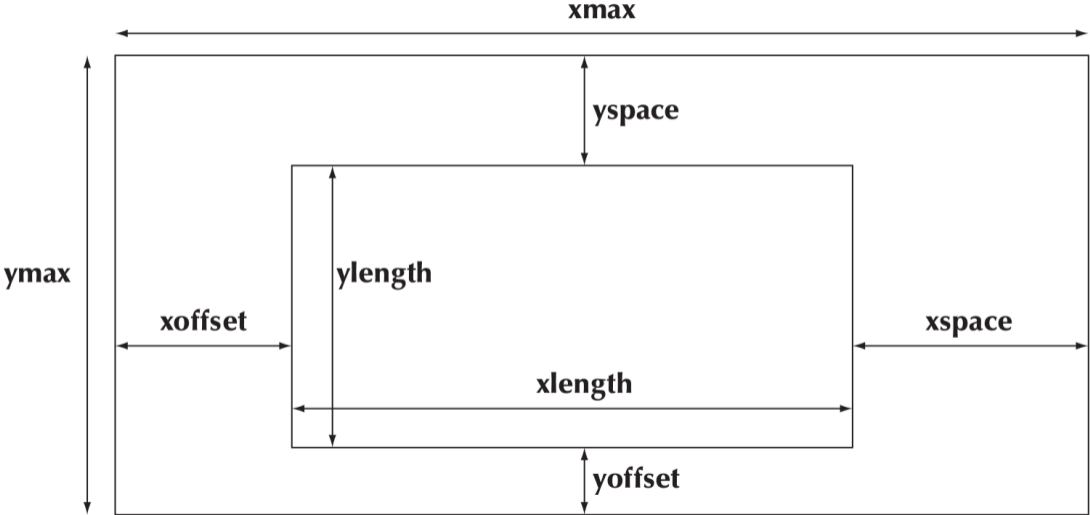 xmax
yspace
ymax
ylength
xoffset
xspace
xlength
yoffset